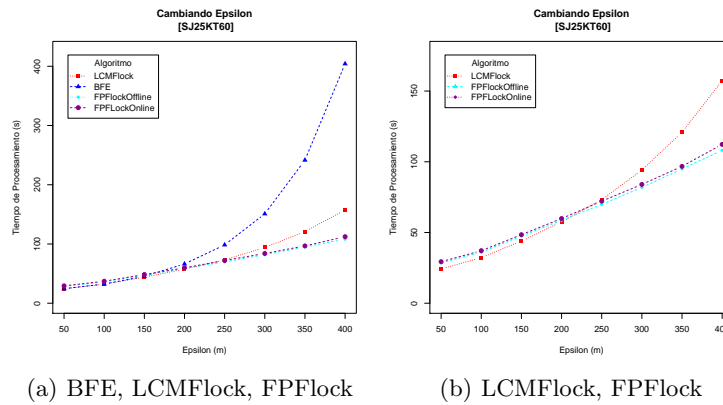 Cambiando Epsilon
[SJ25KT60]
Tiempo de Procesamiento (s)
400
300
200
100
0
Algoritmo
LCMFlock
BFE
FPFlockOffline
FPFLockOnline
50 100 150 200 250 300 350 400
Epsilon (m)
(a) BFE, LCMFlock, FPFlock
Cambiando Epsilon
[SJ25KT60]
Tiempo de Procesamiento (s)
150
100
50
0
Algoritmo
LCMFlock
FPFlockOffline
FPFLockOnline
50 100 150 200 250 300 350 400
Epsilon (m)
(b) LCMFlock, FPFlock